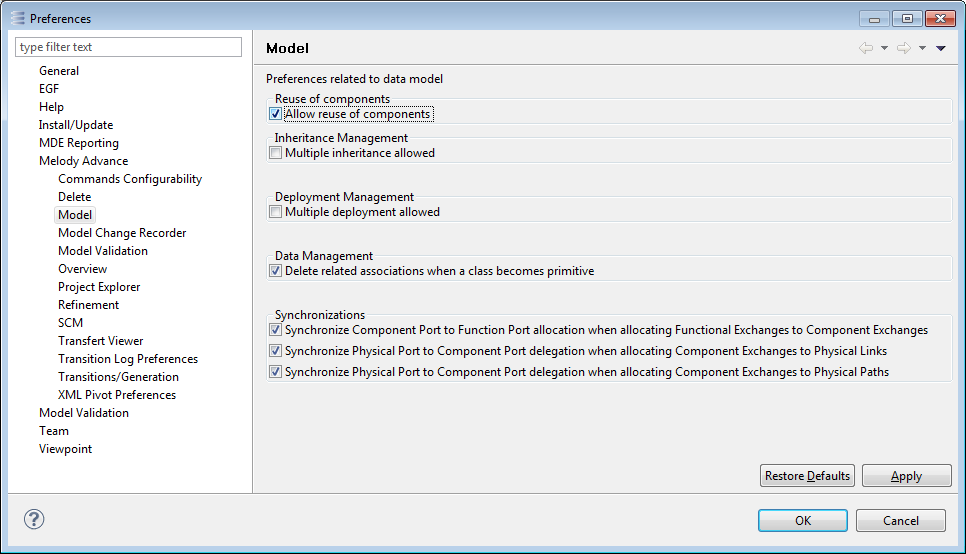 Preferences
type filter text
General
EGF
Help
Install/Update
MDE Reporting
Melody Advance
Commands Configurability
Delete
Model
Model Change Recorder
Model Validation
Overview
Project Explorer
Refinement
SCM
Transfert Viewer
Transition Log Preferences
Transitions/Generation
XML Pivot Preferences
Model Validation
Team
Viewpoint
Model
Preferences related to data model
Reuse of components
Allow reuse of components
Inheritance Management
Multiple inheritance allowed
Deployment Management
Multiple deployment allowed
Data Management
Delete related associations when a class becomes primitive
Synchronizations
Synchronize Component Port to Function Port allocation when allocating Functional Exchanges to Component Exchanges
Synchronize Physical Port to Component Port delegation when allocating Component Exchanges to Physical Links
Synchronize Physical Port to Component Port delegation when allocating Component Exchanges to Physical Paths
Restore Defaults
Apply
?
OK
Cancel